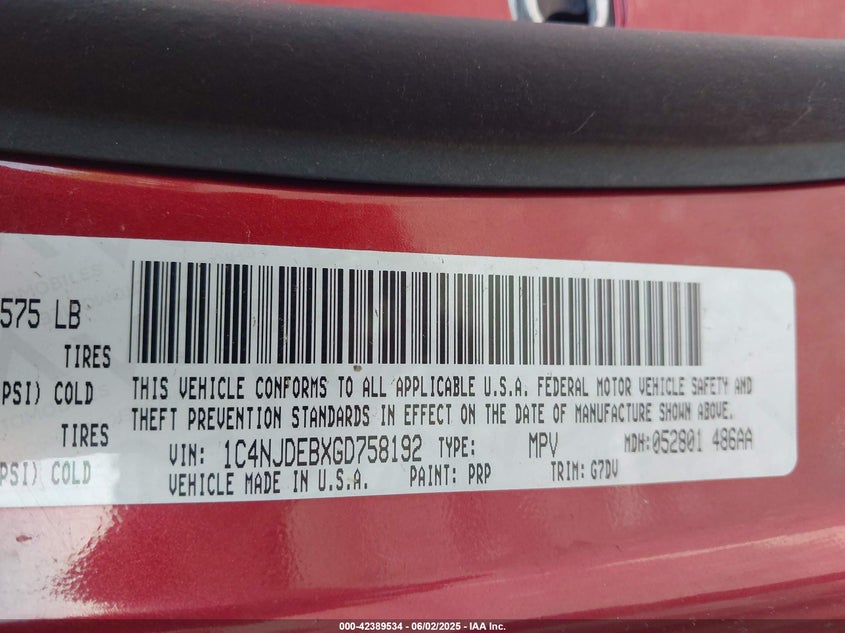 575 LB
TIRES
PSI) COLD
TIRES
PSI) COLD
THIS VEHICLE CONFORMS TO ALL APPLICABLE U.S.A. FEDERAL MOTOR VEHICLE SAFETY AND
THEFT PREVENTION STANDARDS IN EFFECT ON THE DATE OF MANUFACTURE SHOWN ABOVE.
VIN: 1C4NJDEBXGD758192 TYPE: MPV MDH: 052801 486AA
VEHICLE MADE IN U.S.A. PAINT: PRP TRIM: G7DV
000-42389534 - 06/02/2025 - IAA Inc.